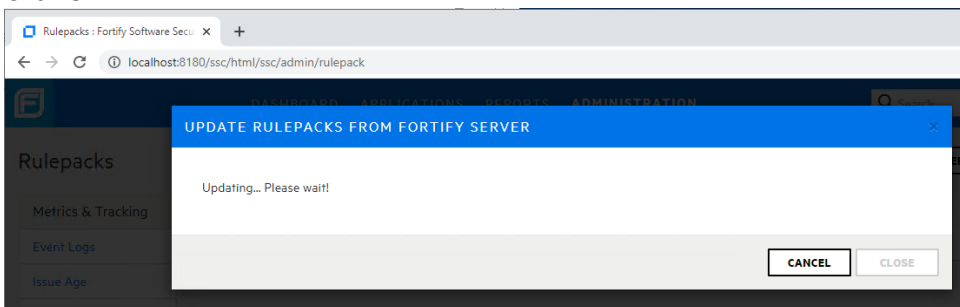 Rulepacks : Fortify Software Secu
localhost:8180/ssc/html/ssc/admin/rulepack
DASHBOARD APPLICATIONS REPORTS ADMINISTRATION
Search
UPDATE RULEPACKS FROM FORTIFY SERVER
Rulepacks
Updating... Please wait!
Metrics & Tracking
Event Logs
CANCEL CLOSE
Issue Age